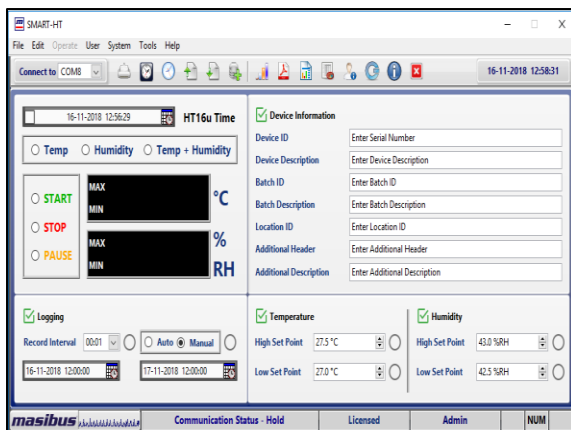 SMART-HT
File Edit Operate User System Tools Help
Connect to COM8 16-11-2018 12:58:31
16-11-2018 12:56:29 HT16u Time
Temp Humidity Temp + Humidity
START
STOP
PAUSE
MAX
MIN
°C
MAX
MIN
%
RH
Device Information
Device ID Enter Serial Number
Device Description Enter Device Description
Batch ID Enter Batch ID
Batch Description Enter Batch Description
Location ID Enter Location ID
Additional Header Enter Additional Header
Additional Description Enter Additional Description
Logging
Record Interval 00:01 Auto Manual
16-11-2018 12:00:00 17-11-2018 12:00:00
Temperature
High Set Point 27.5 °C
Low Set Point 27.0 °C
Humidity
High Set Point 43.0 %RH
Low Set Point 42.5 %RH
masibus Communication Status - Hold Licensed Admin NUM